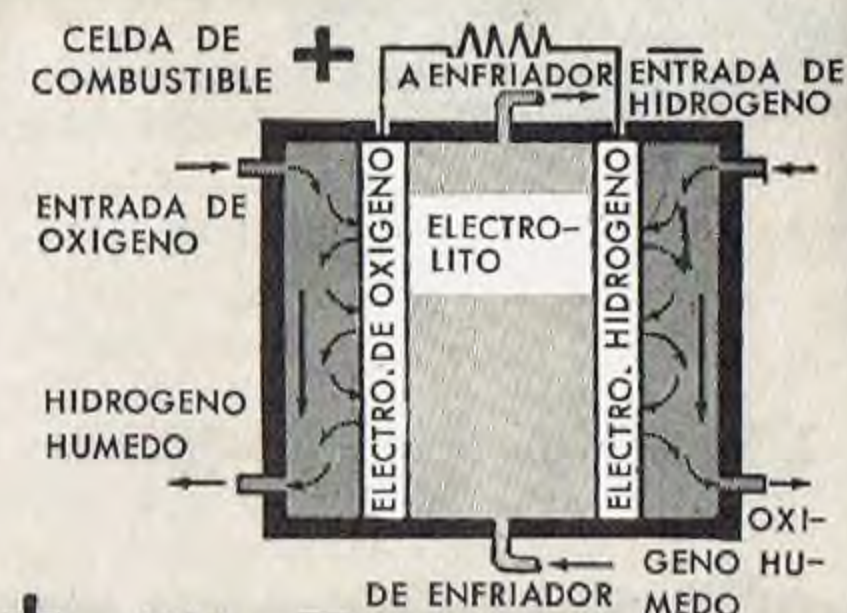 CELDA DE
COMBUSTIBLE
+
A ENFRIADOR
ENTRADA DE
HIDROGENO
ENTRADA DE
OXIGENO
ELECTRO. DE OXIGENO
ELECTRO-
LITO
ELECTRO. HIDROGENO
HIDROGENO
HUMEDO
OXI-
GENO HU-
MEDO
DE ENFRIADOR